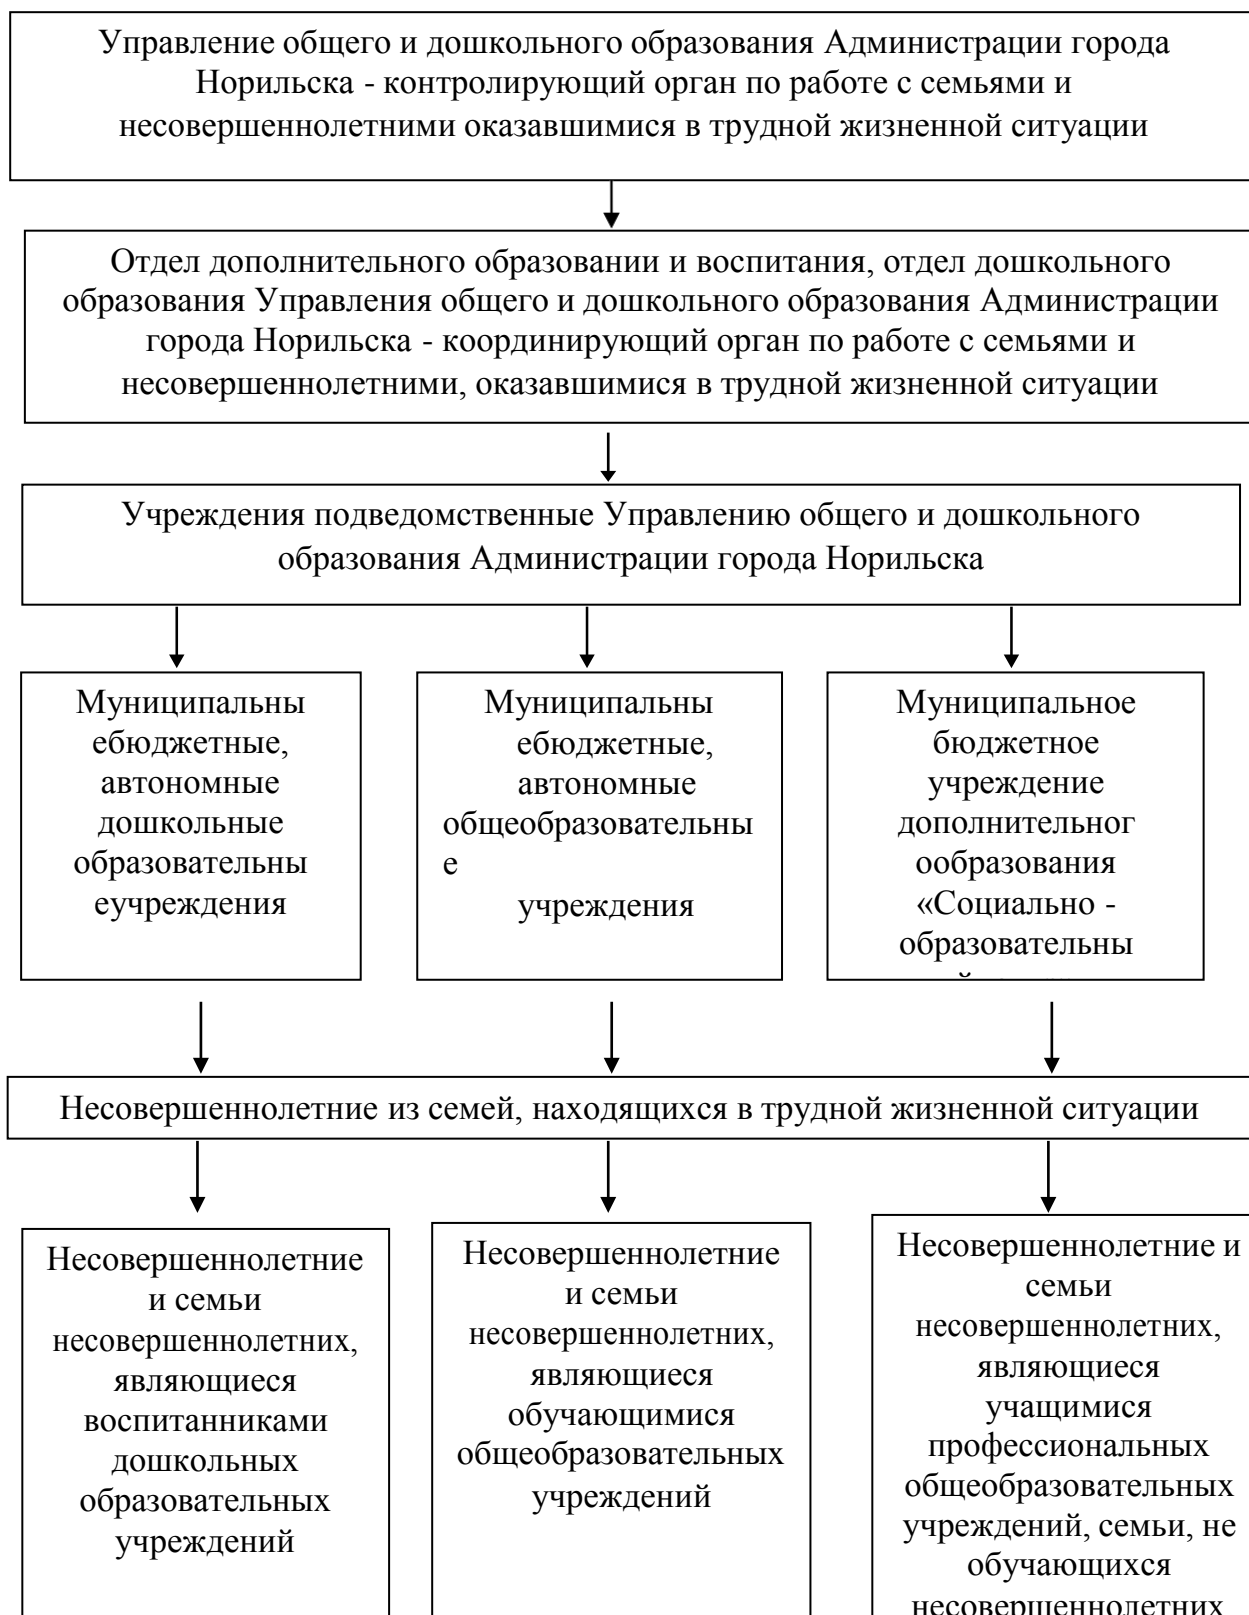 Управление общего и дошкольного образования Администрации города
Норильска - контролирующий орган по работе с семьями и
несовершеннолетними оказавшимися в трудной жизненной ситуации
Отдел дополнительного образовании и воспитания, отдел дошкольного
образования Управления общего и дошкольного образования Администрации
города Норильска - координирующий орган по работе с семьями и
несовершеннолетними, оказавшимися в трудной жизненной ситуации
Учреждения подведомственные Управлению общего и дошкольного
образования Администрации города Норильска
Муниципальны
ебюджетные,
автономные
дошкольные
образовательны
еучреждения
Муниципальны
ебюджетные,
автономные
общеобразовательны
е
учреждения
Муниципальное
бюджетное
учреждение
дополнительног
ообразования
«Социально -
образовательны
Несовершеннолетние из семей, находящихся в трудной жизненной ситуации
Несовершеннолетние
и семьи
несовершеннолетних,
являющиеся
воспитанниками
дошкольных
образовательных
учреждений
Несовершеннолетние
и семьи
несовершеннолетних,
являющиеся
обучающимися
общеобразовательных
учреждений
Несовершеннолетние и
семьи
несовершеннолетних,
являющиеся
учащимися
профессиональных
общеобразовательных
учреждений, семьи, не
обучающихся
несовершеннолетних